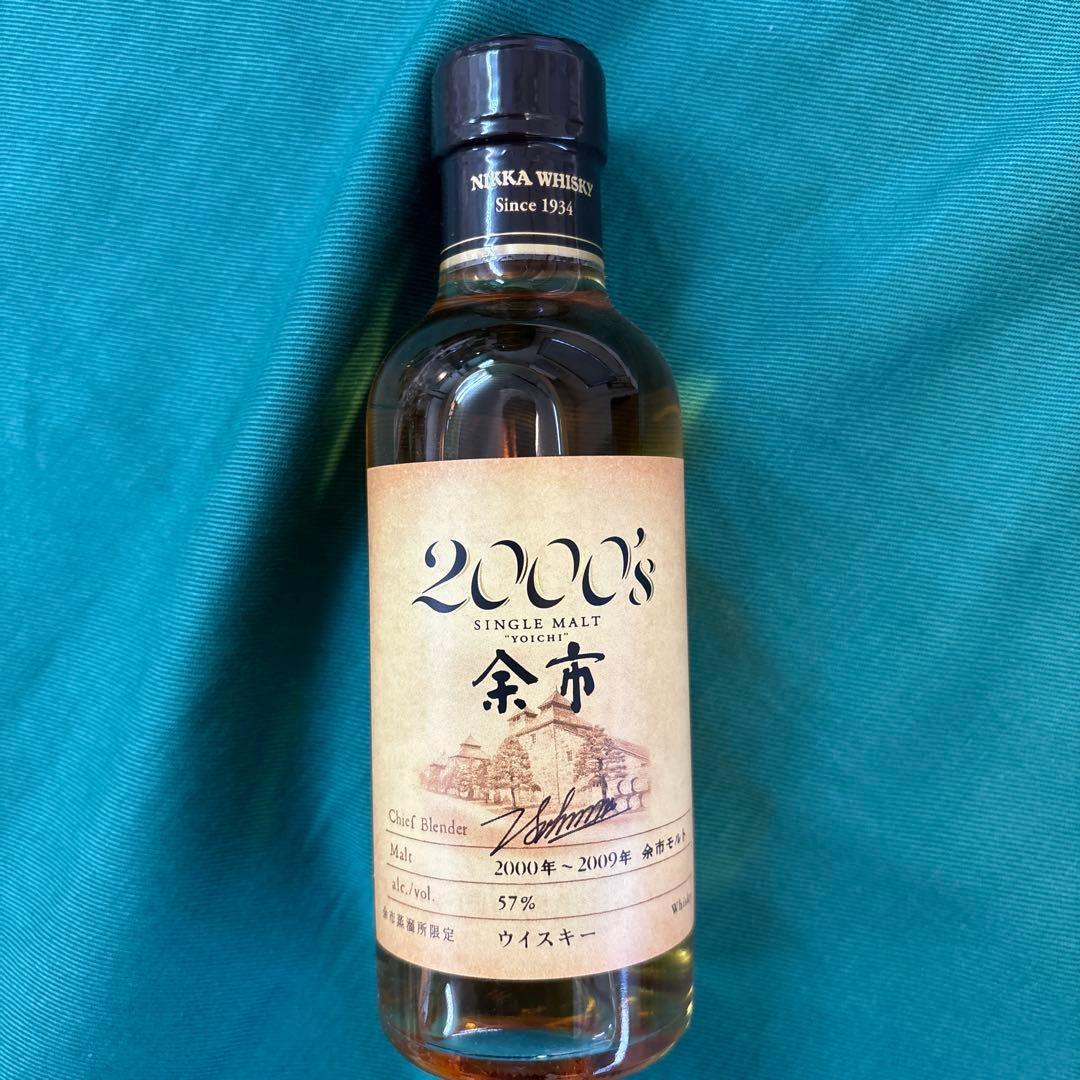 NIKKA WHISKY
Since 1934
2000's
SINGLE MALT
"YOICHI"
余市
Chief Blender
Malt 2000年～2009年 余市モルト
alc./vol. 57%
余市蒸溜所限定 ウイスキー Whisky